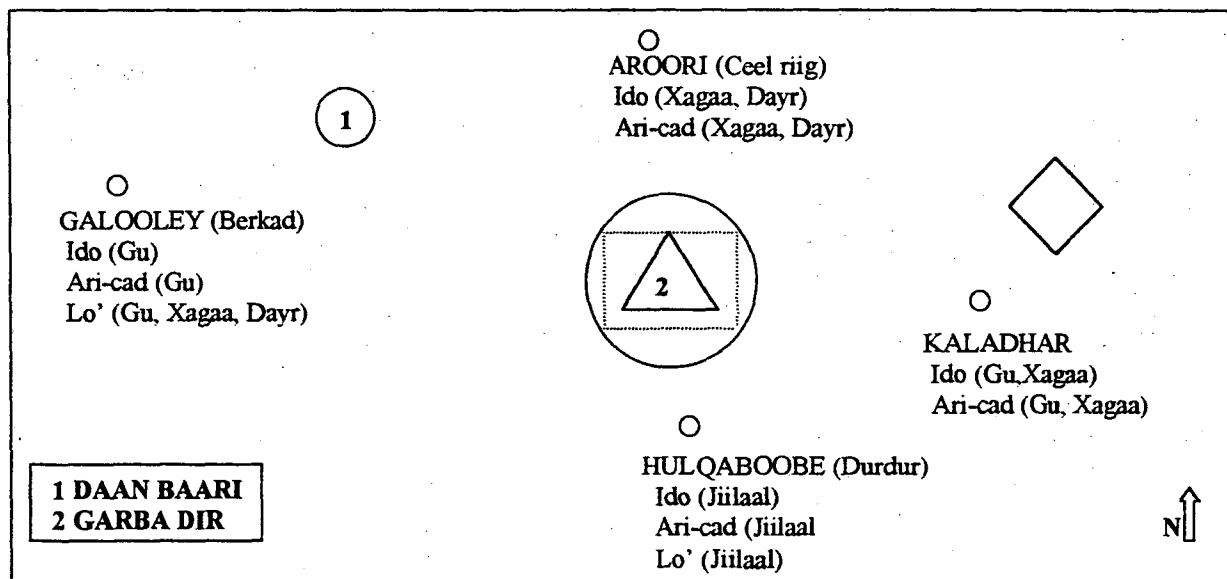 AROORI (Ceel riig)
Ido (Xagaa, Dayr)
Ari-cad (Xagaa, Dayr)
1
GALOOLEY (Berkad)
Ido (Gu)
Ari-cad (Gu)
Lo' (Gu, Xagaa, Dayr)
2
KALADHAR
Ido (Gu,Xagaa)
Ari-cad (Gu, Xagaa)
HULQABOOBE (Durdur)
Ido (Jiilaal)
Ari-cad (Jiilaal
Lo' (Jiilaal)
1 DAAN BAARI
2 GARBA DIR
N